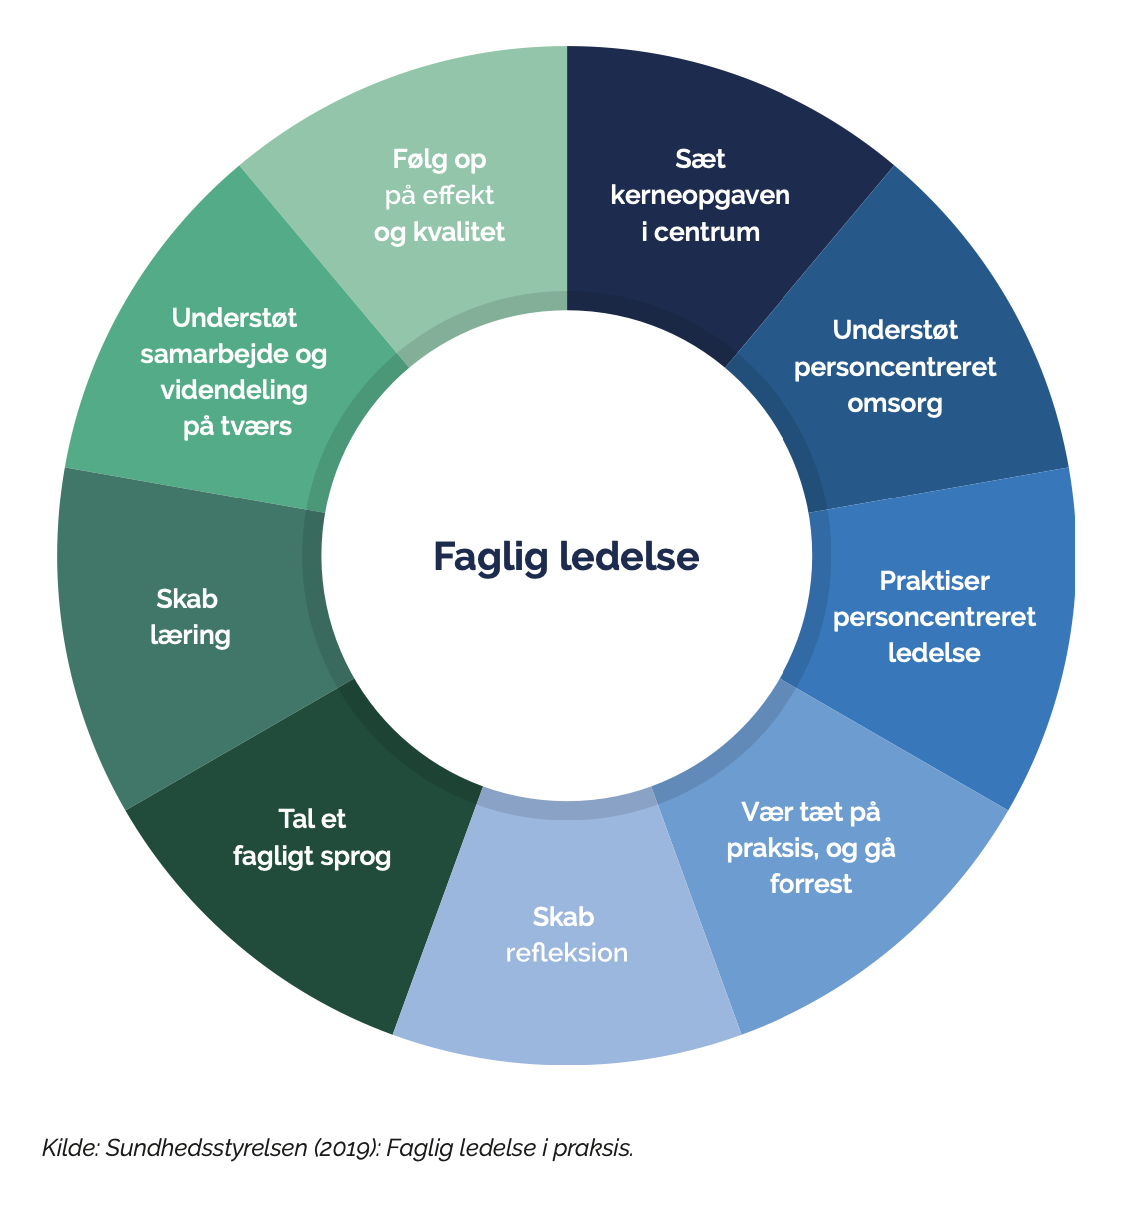 Faglig ledelse
Sæt
kerneopgaven
i centrum
Understøt
personcentreret
omsorg
Praktiser
personcentreret
ledelse
Vær tæt på
praksis, og gå
forrest
Skab
refleksion
Tal et
fagligt sprog
Skab
læring
Understøt
samarbejde og
videndeling
på tværs
Følg op
på effekt
og kvalitet
Kilde: Sundhedsstyrelsen (2019): Faglig ledelse i praksis.